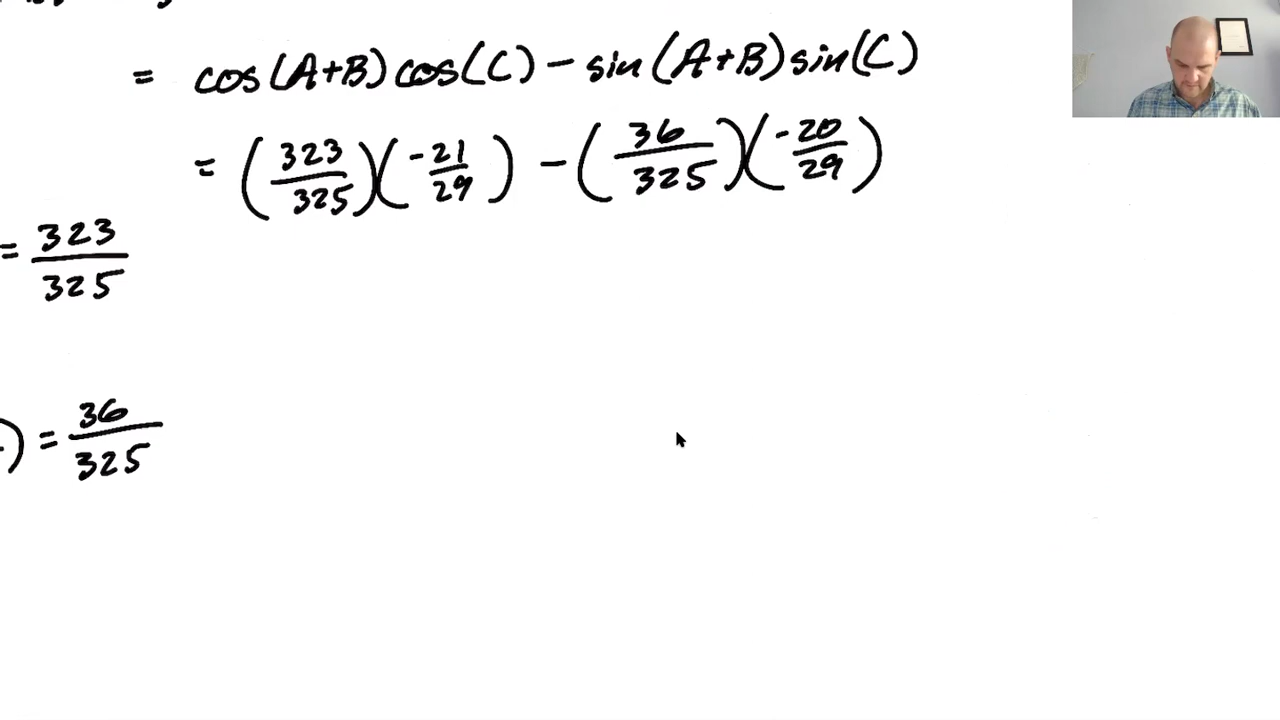 = cos(A+B)cos(C) - sin(A+B)sin(C)
= (323/325)(-21/29) - (36/325)(-20/29)
= 323/325
) = 36/325